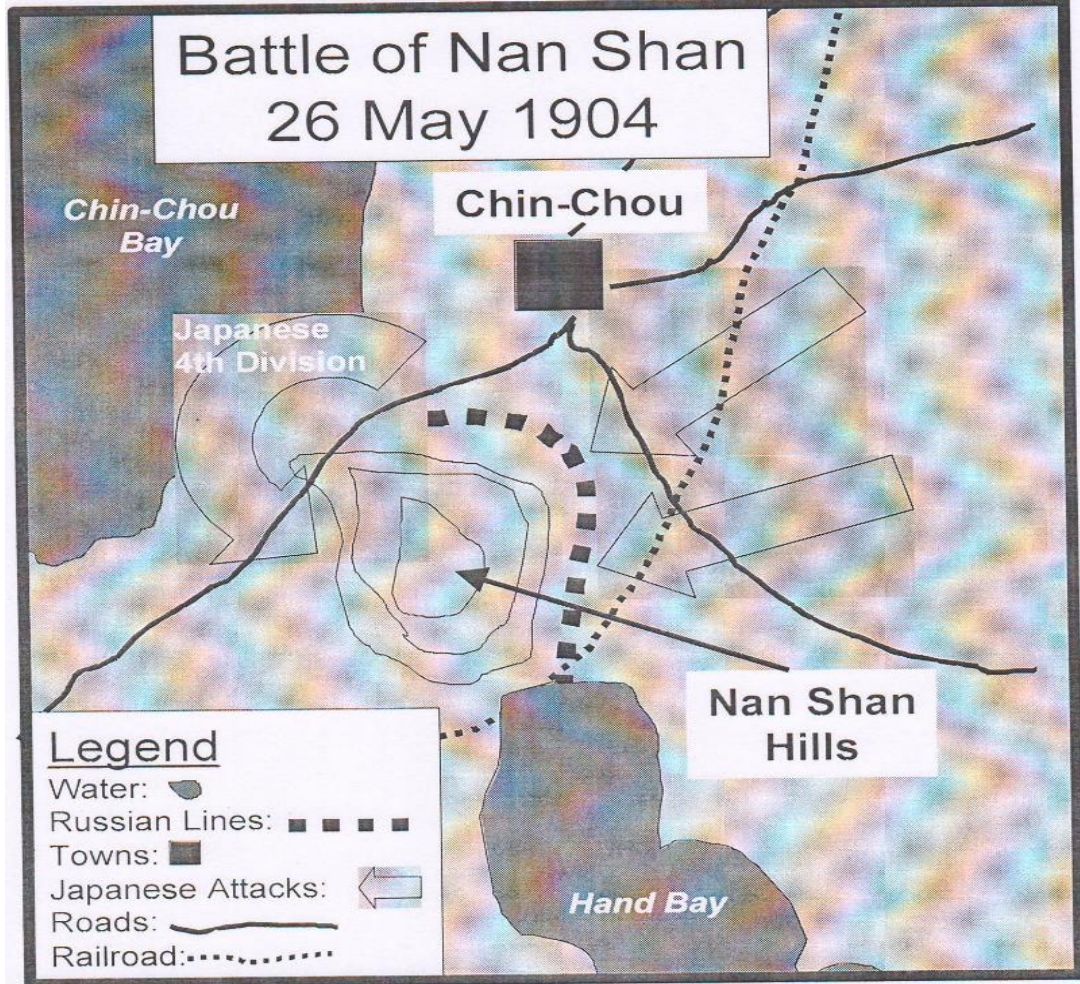 Battle of Nan Shan
26 May 1904
Chin-Chou
Bay
Chin-Chou
Japanese
4th Division
Nan Shan
Hills
Legend
Water:
Russian Lines:
Towns:
Japanese Attacks:
Roads:
Railroad:
Hand Bay